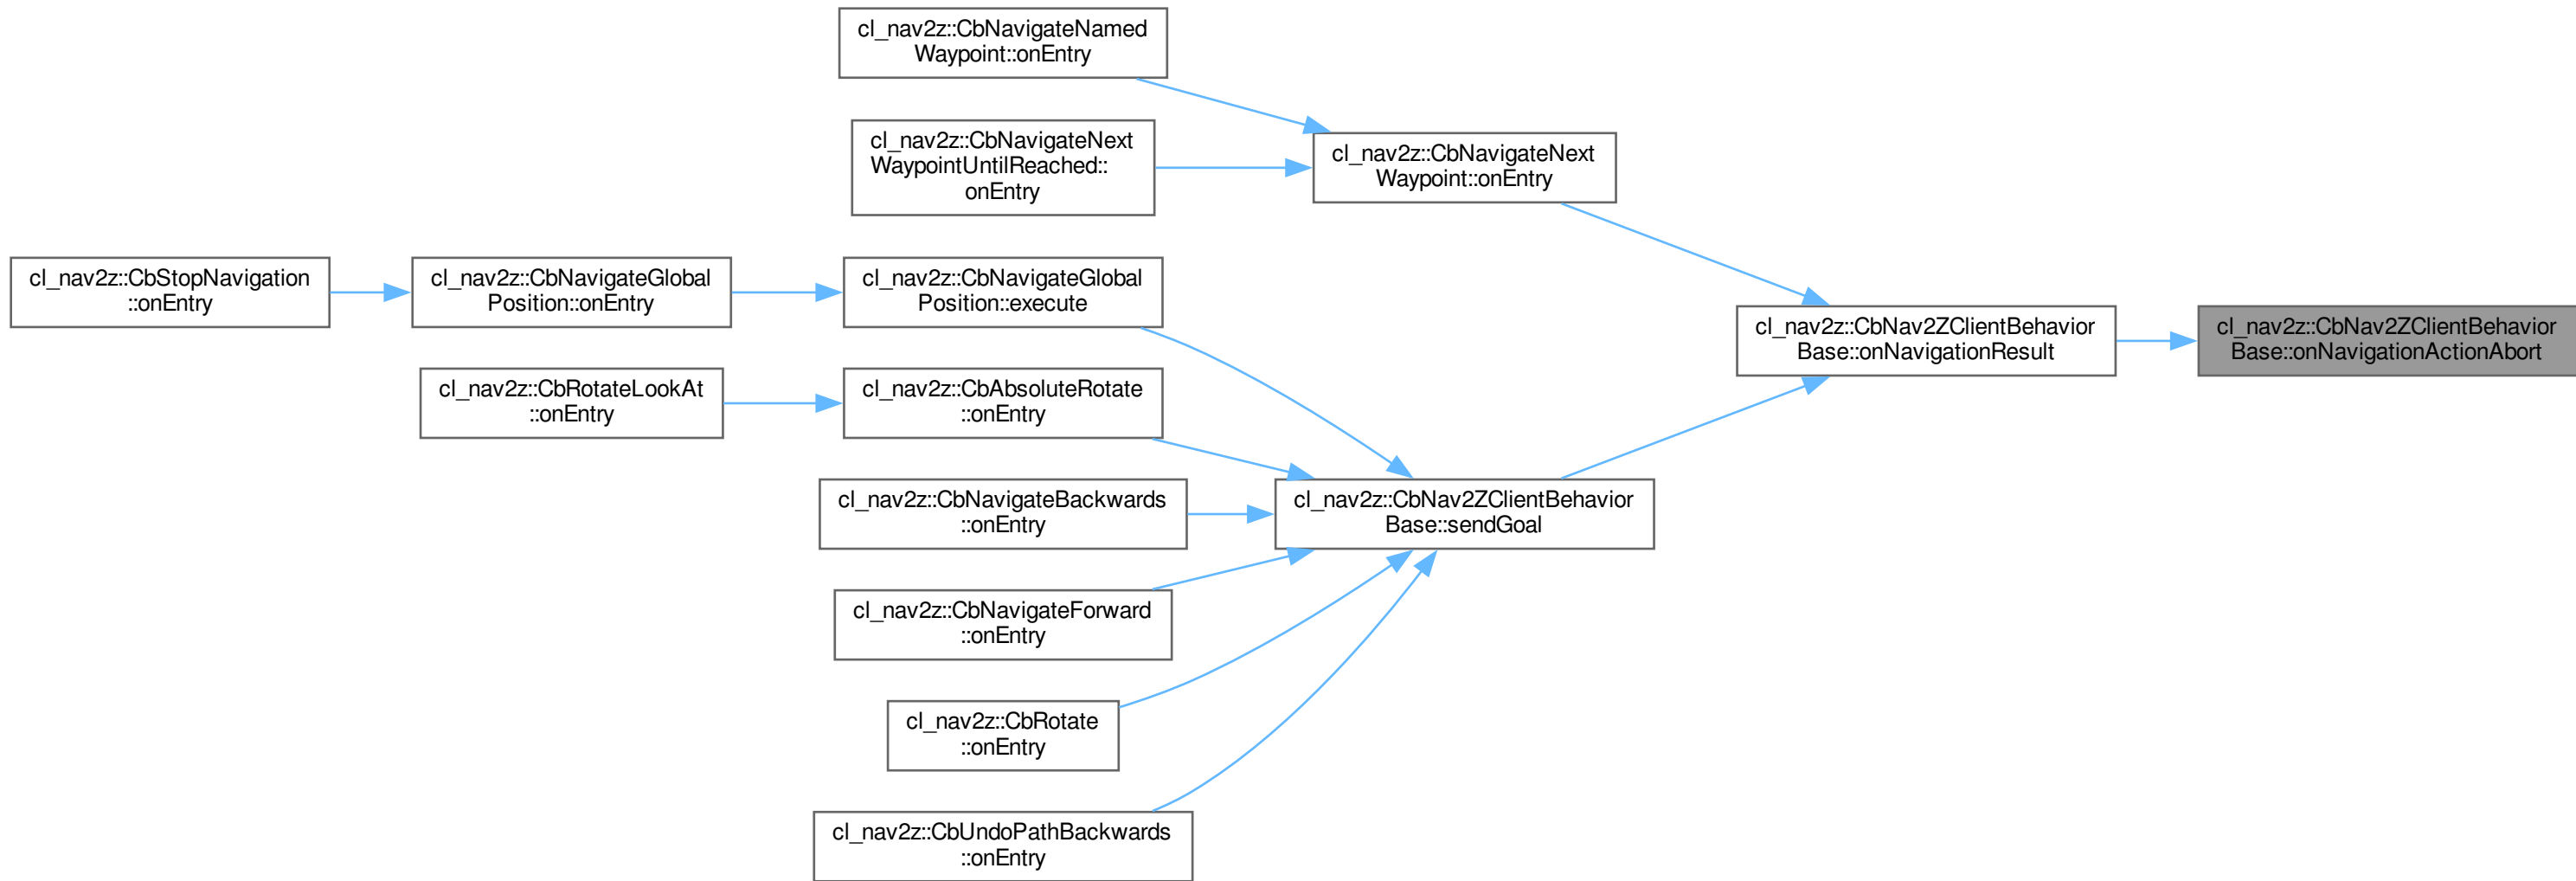 cl_nav2z::CbNavigateNamed
Waypoint::onEntry
cl_nav2z::CbNavigateNext
WaypointUntilReached::
onEntry
cl_nav2z::CbNavigateNext
Waypoint::onEntry
cl_nav2z::CbStopNavigation
::onEntry
cl_nav2z::CbNavigateGlobal
Position::onEntry
cl_nav2z::CbNavigateGlobal
Position::execute
cl_nav2z::CbNav2ZClientBehavior
Base::onNavigationResult
cl_nav2z::CbNav2ZClientBehavior
Base::onNavigationActionAbort
cl_nav2z::CbRotateLookAt
::onEntry
cl_nav2z::CbAbsoluteRotate
::onEntry
cl_nav2z::CbNavigateBackwards
::onEntry
cl_nav2z::CbNav2ZClientBehavior
Base::sendGoal
cl_nav2z::CbNavigateForward
::onEntry
cl_nav2z::CbRotate
::onEntry
cl_nav2z::CbUndoPathBackwards
::onEntry